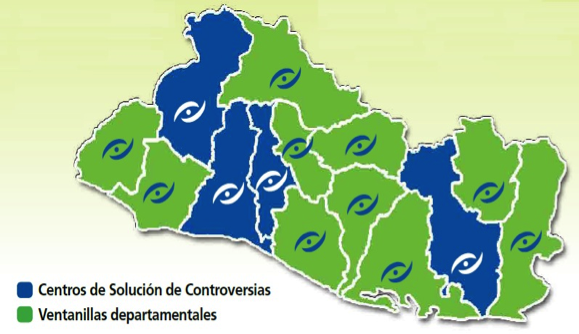 Centros de Solución de Controversias
Ventanillas departamentales